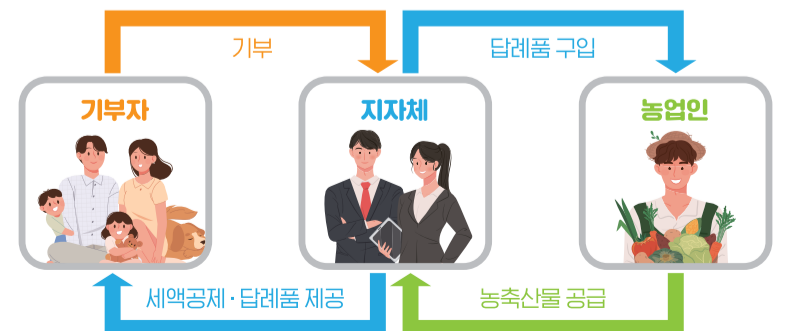 기부
답례품 구입
기부자
지자체
농업인
세액공제·답례품 제공
농축산물 공급